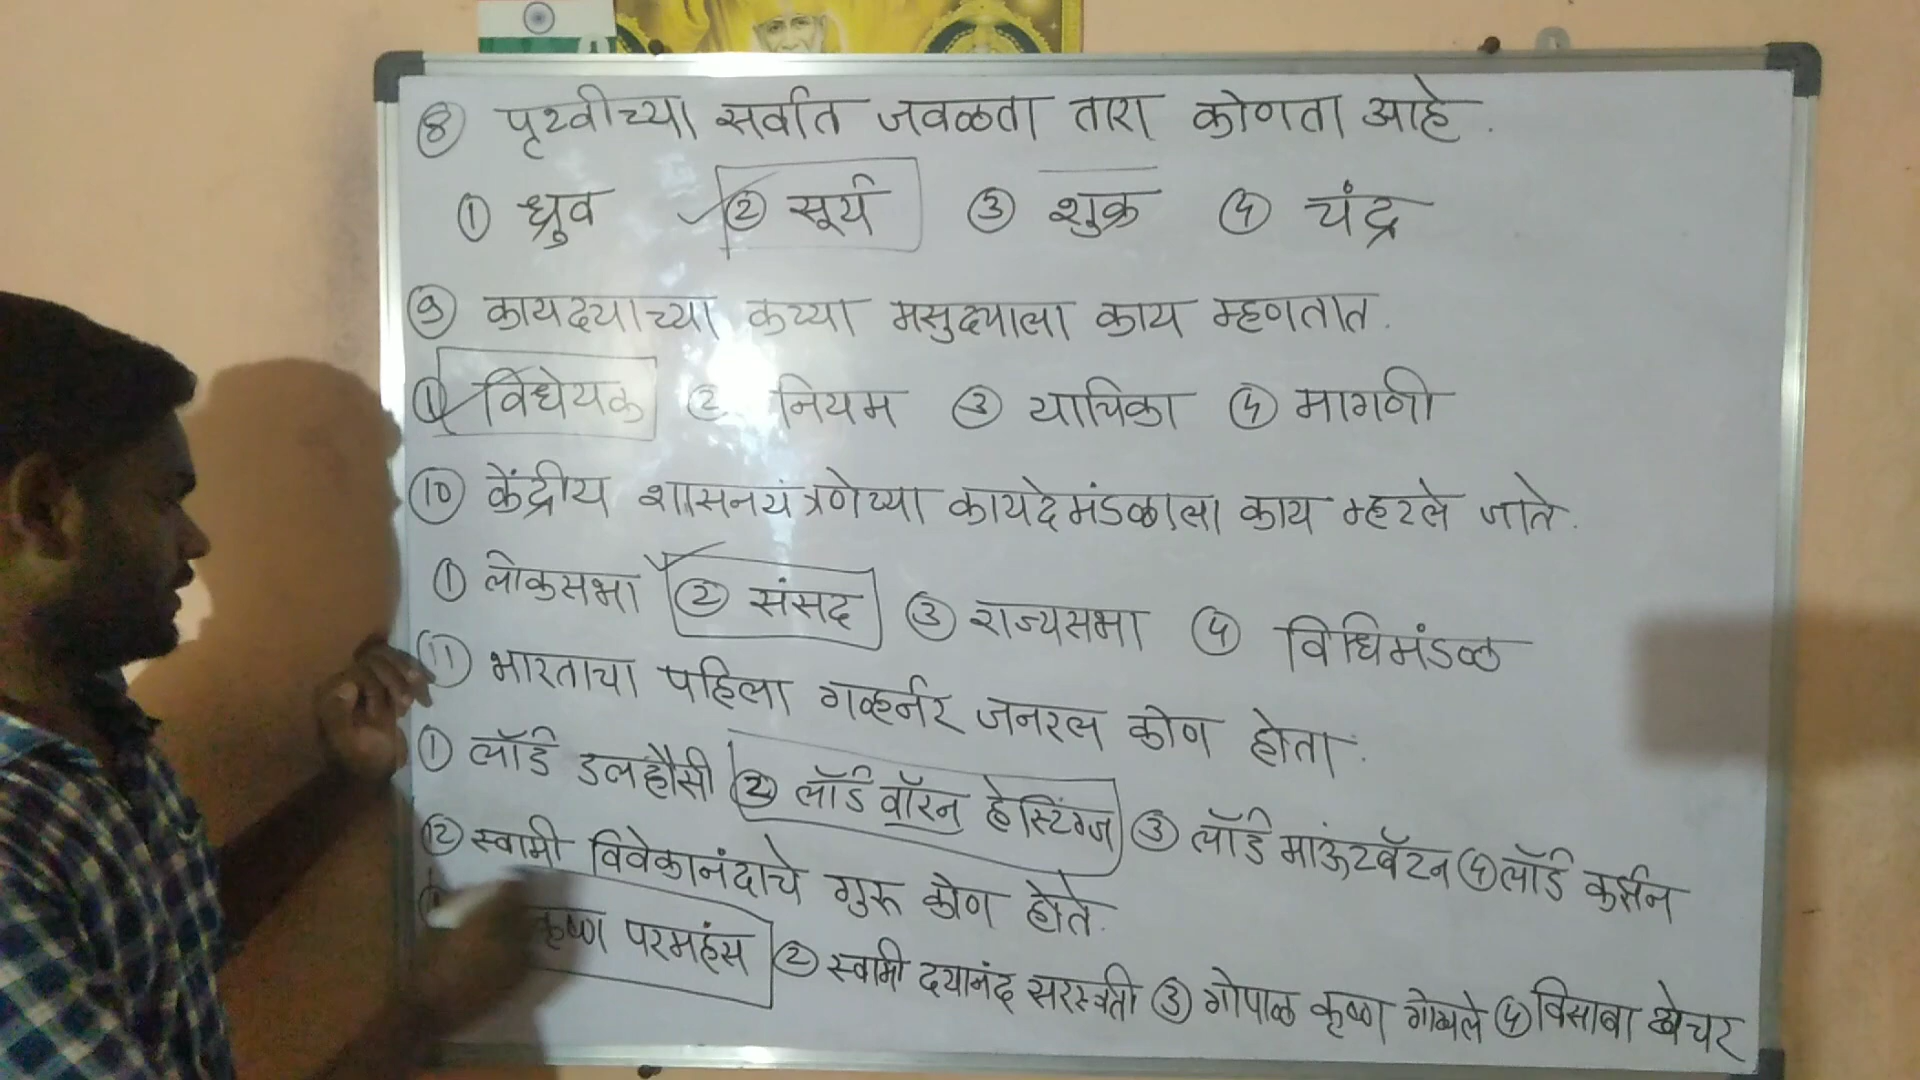 ⑧ पृथ्वीच्या सर्वात जवळता तारा कोणता आहे.
① ध्रुव ② सूर्य ③ शुक्र ④ चंद्र
⑨ कायदयाच्या कच्या मसुद्याला काय म्हणतात.
① विधेयक ② नियम ③ याचिका ④ मागणी
⑩ केंद्रीय शासनयंत्रणेच्या कायदेमंडळाला काय म्हटले जाते.
① लोकसभा ② संसद ③ राज्यसभा ④ विधिमंडळ
⑪ भारताचा पहिला गव्हर्नर जनरल कोण होता.
① लॉर्ड डलहौसी ② लॉर्ड वॉरन हेस्टिंग्ज ③ लॉर्ड माऊंटबॅटन ④ लॉर्ड कर्झन
⑫ स्वामी विवेकानंदाचे गुरू कोण होते.
कृष्ण परमहंस ② स्वामी दयानंद सरस्वती ③ गोपाळ कृष्ण गोखले ④ विसाबा खेचर